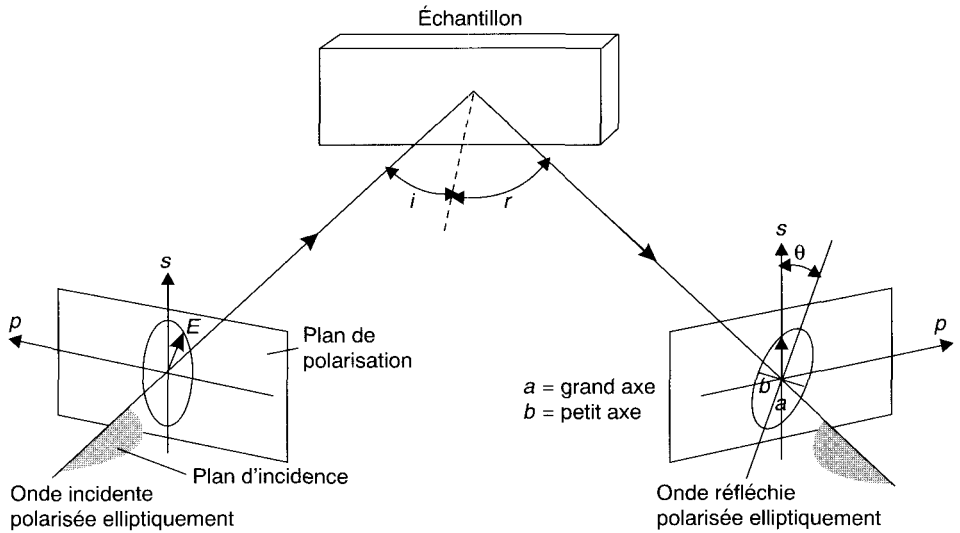 Échantillon
i
r
s
θ
s
p
E
Plan de
polarisation
p
a = grand axe
b = petit axe
b
a
Plan d'incidence
Onde incidente
polarisée elliptiquement
Onde réfléchie
polarisée elliptiquement